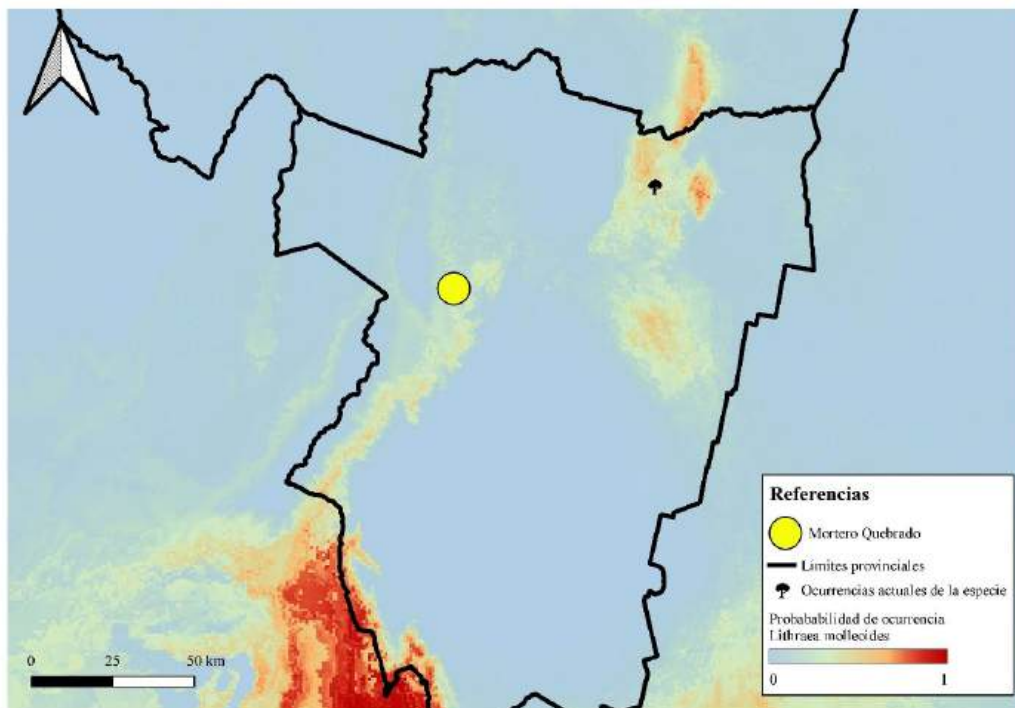 Referencias
Mortero Quebrado
Límites provinciales
Ocurrencias actuales de la especie
Probababilidad de ocurrencia
Lithraea molleoides
0 1
0 25 50 km